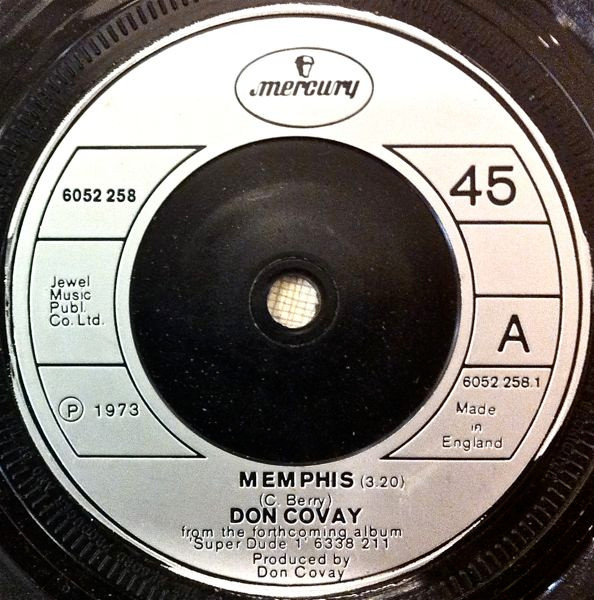 mercury
6052 258
45
Jewel
Music
Publ.
Co. Ltd.
A
6052 258.1
Ⓟ 1973
Made
in
England
MEMPHIS (3.20)
(C. Berry)
DON COVAY
from the forthcoming album
'Super Dude 1' 6338 211
Produced by
Don Covay